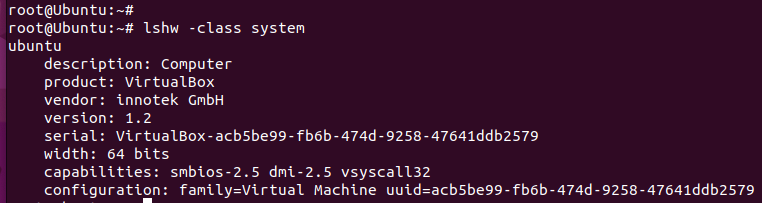 root@Ubuntu:~#
root@Ubuntu:~# lshw -class system
ubuntu
    description: Computer
    product: VirtualBox
    vendor: innotek GmbH
    version: 1.2
    serial: VirtualBox-acb5be99-fb6b-474d-9258-47641ddb2579
    width: 64 bits
    capabilities: smbios-2.5 dmi-2.5 vsyscall32
    configuration: family=Virtual Machine uuid=acb5be99-fb6b-474d-9258-47641ddb2579